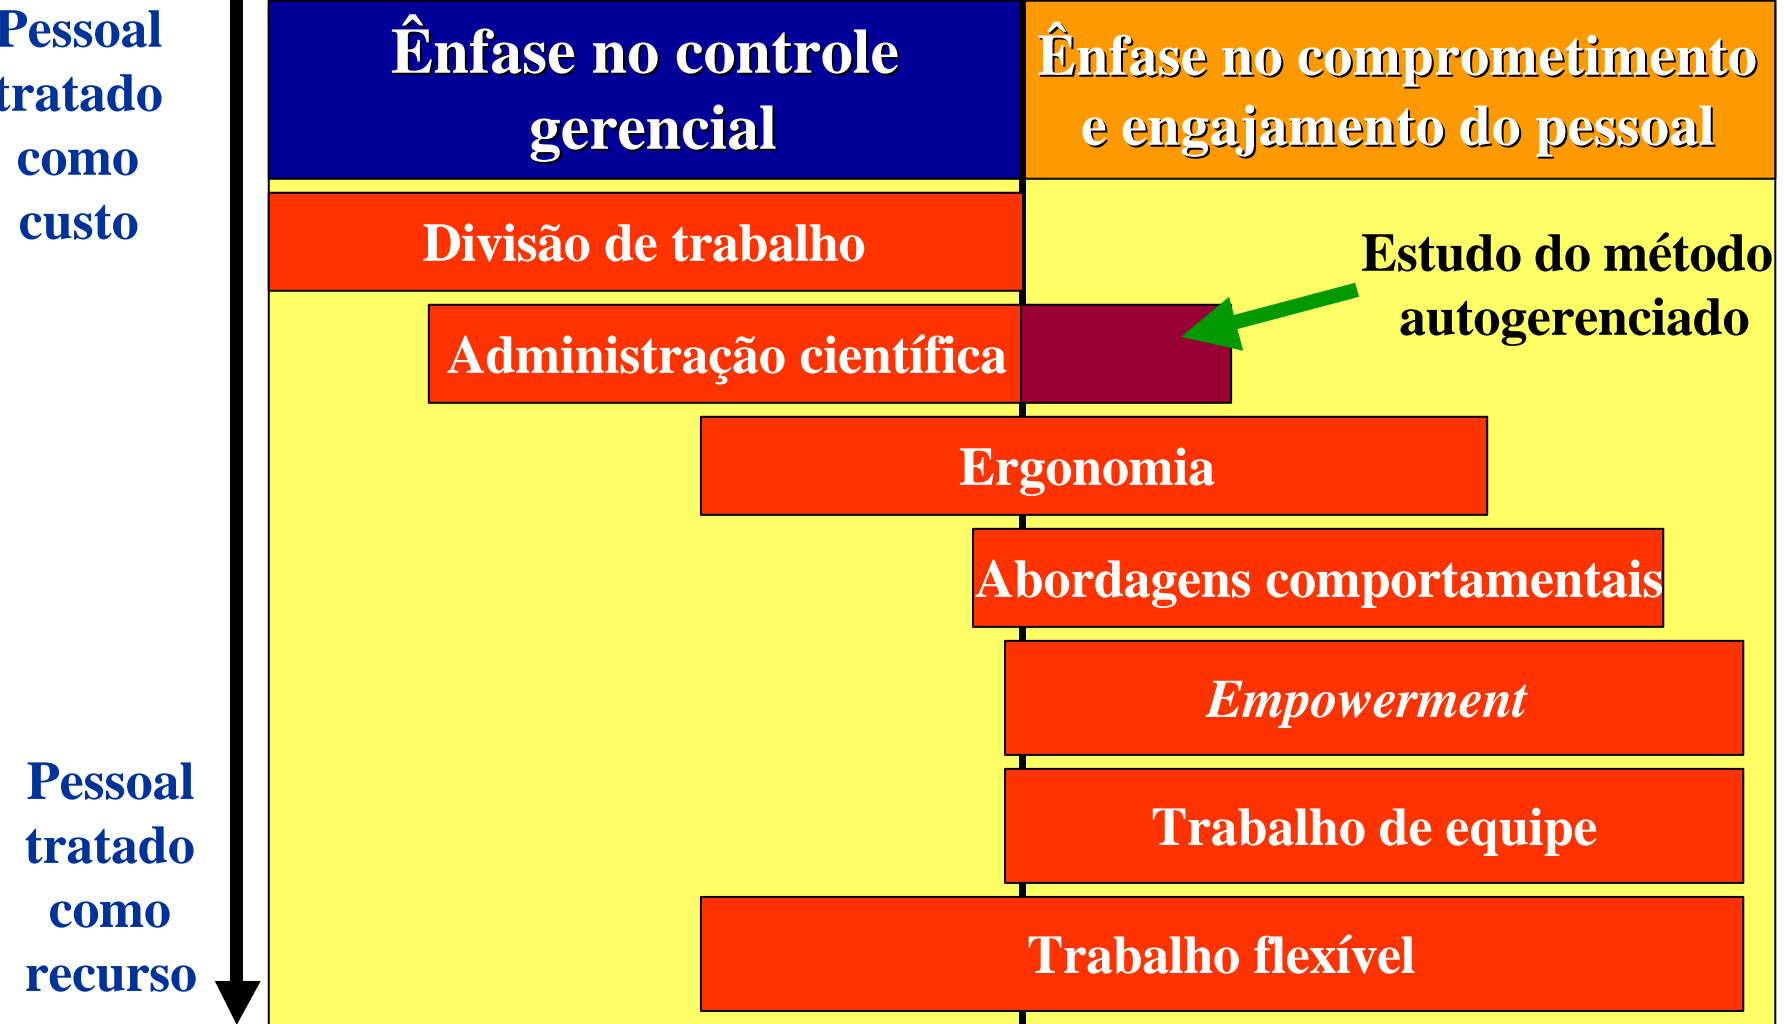 Pessoal
tratado
como
custo
Ênfase no controle
gerencial
Ênfase no comprometimento
e engajamento do pessoal
Divisão de trabalho
Estudo do método
autogerenciado
Administração científica
Ergonomia
Abordagens comportamentais
Empowerment
Trabalho de equipe
Trabalho flexível
Pessoal
tratado
como
recurso